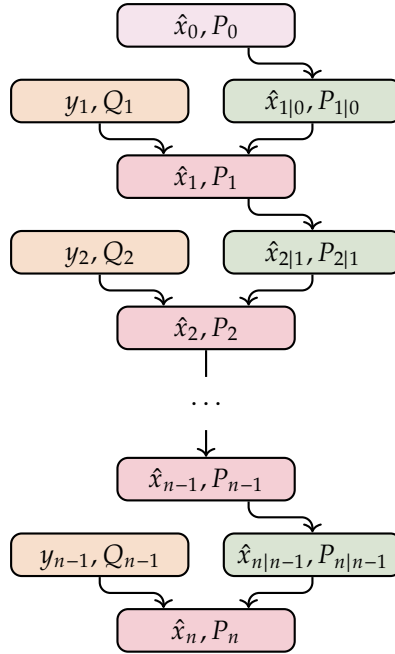 x̂₀, P₀
y₁, Q₁
x̂₁|₀, P₁|₀
x̂₁, P₁
y₂, Q₂
x̂₂|₁, P₂|₁
x̂₂, P₂
...
x̂ₙ₋₁, Pₙ₋₁
yₙ₋₁, Qₙ₋₁
x̂ₙ|ₙ₋₁, Pₙ|ₙ₋₁
x̂ₙ, Pₙ